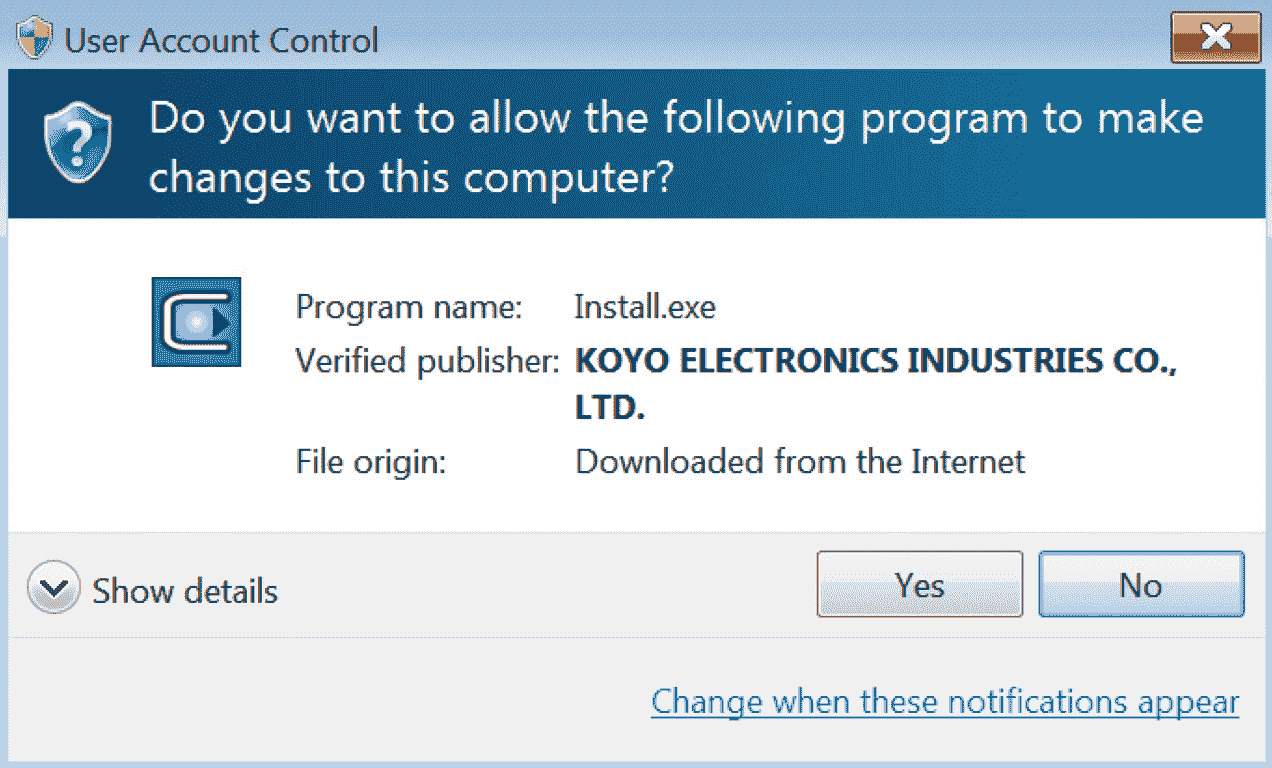 User Account Control
Do you want to allow the following program to make
changes to this computer?
Program name: Install.exe
Verified publisher: KOYO ELECTRONICS INDUSTRIES CO.,
LTD.
File origin: Downloaded from the Internet
Show details
Yes
No
Change when these notifications appear